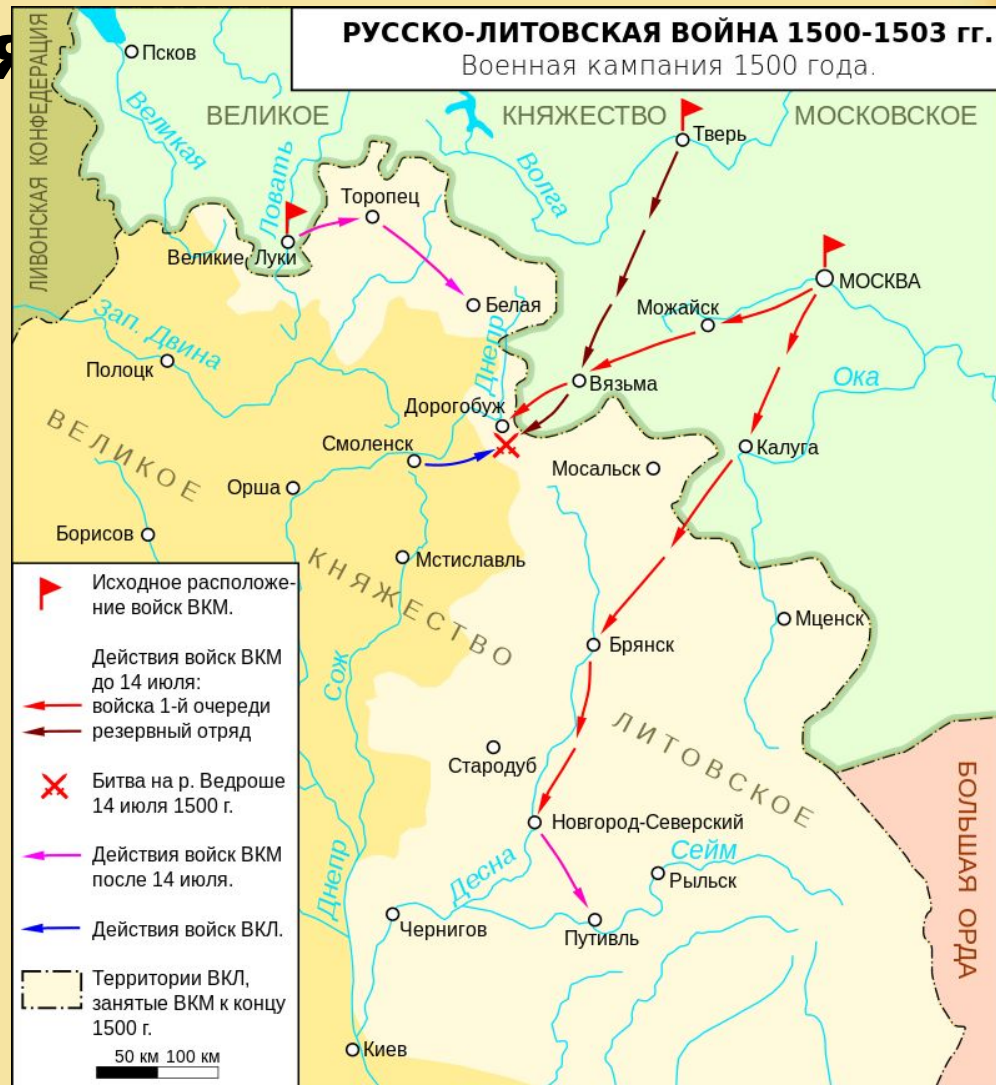 Я
РУССКО-ЛИТОВСКАЯ ВОЙНА 1500-1503 гг.
Военная кампания 1500 года.
ЛИВОНСКАЯ КОНФЕДЕРАЦИЯ
Псков
Великая
ВЕЛИКОЕ
КНЯЖЕСТВО
МОСКОВСКОЕ
Тверь
Ловать
Волга
Торопец
Великие Луки
Белая
МОСКВА
Можайск
Зап. Двина
Днепр
Полоцк
Вязьма
Ока
Дорогобуж
ВЕЛИКОЕ
Смоленск
Калуга
Мосальск
Орша
Борисов
КНЯЖЕСТВО
Мстиславль
Мценск
Брянск
Сож
ЛИТОВСКОЕ
Стародуб
Новгород-Северский
БОЛЬШАЯ ОРДА
Десна
Сейм
Рыльск
Днепр
Чернигов
Путивль
Киев
Исходное расположе-
ние войск ВКМ.
Действия войск ВКМ
до 14 июля:
войска 1-й очереди
резервный отряд
Битва на р. Ведроше
14 июля 1500 г.
Действия войск ВКМ
после 14 июля.
Действия войск ВКЛ.
Территории ВКЛ,
занятые ВКМ к концу
1500 г.
50 км 100 км